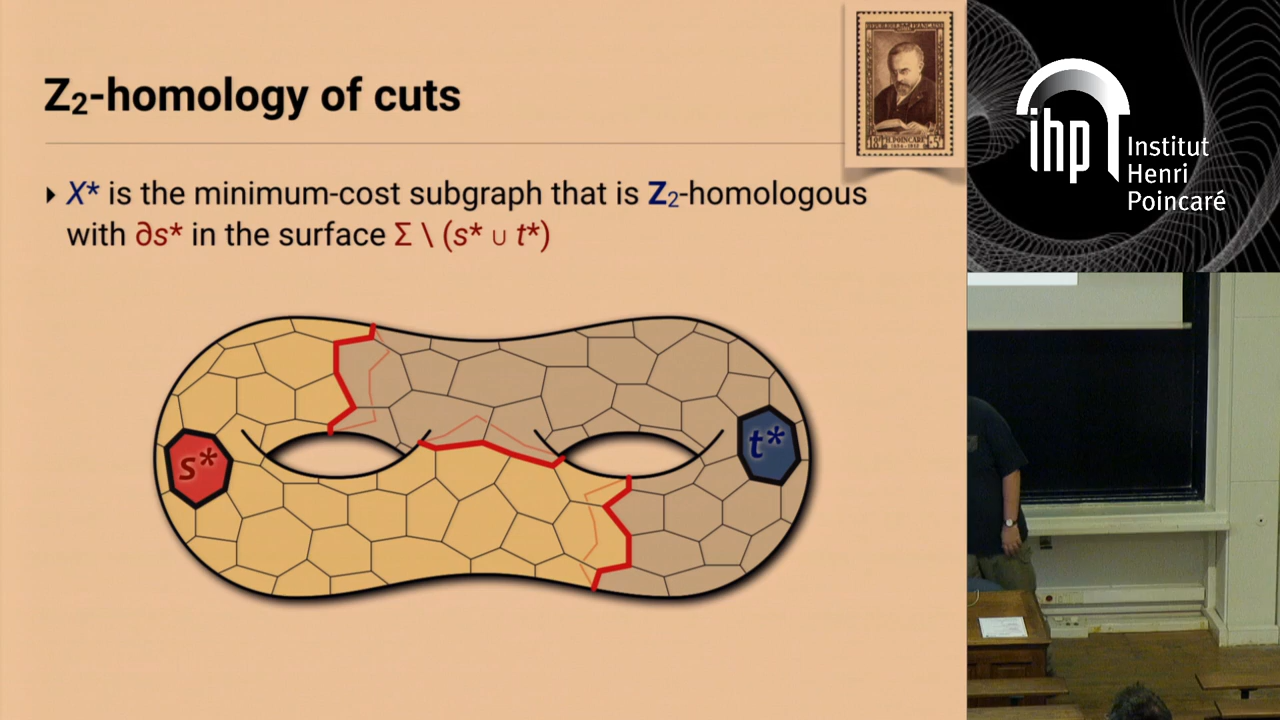 Z₂-homology of cuts
▸ X* is the minimum-cost subgraph that is Z₂-homologous
with ∂s* in the surface Σ \ (s* ∪ t*)
s*
t*
ihp
Institut
Henri
Poincaré